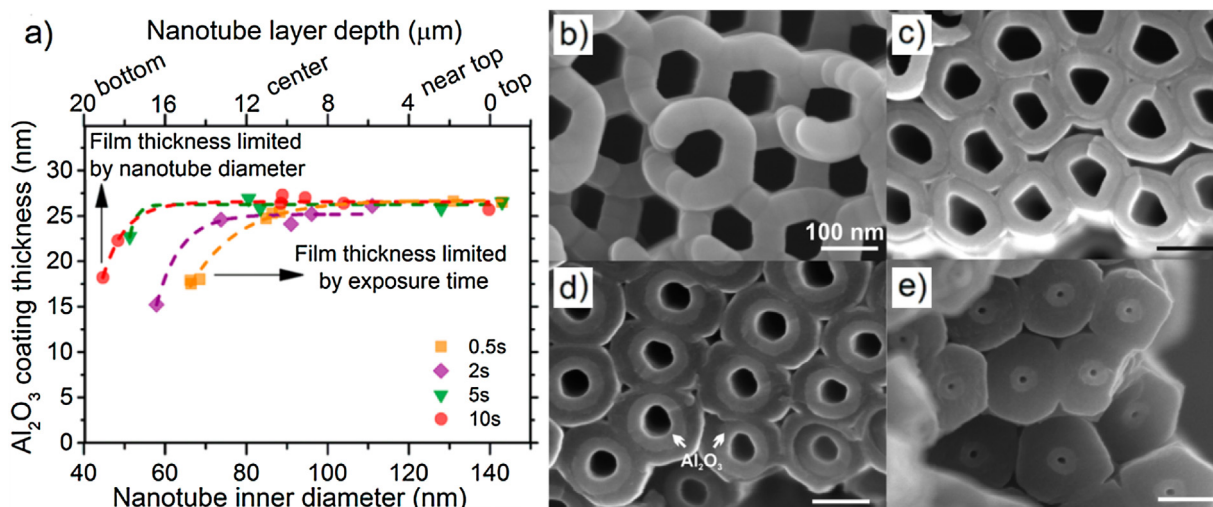 a)
Nanotube layer depth (μm)
bottom
center
near top
top
20 16 12 8 4 0
Al₂O₃ coating thickness (nm)
30
25
20
15
10
5
0
Film thickness limited
by nanotube diameter
Film thickness limited
by exposure time
0.5s
2s
5s
10s
40 60 80 100 120 140
Nanotube inner diameter (nm)
b)
100 nm
c)
d)
Al₂O₃
e)